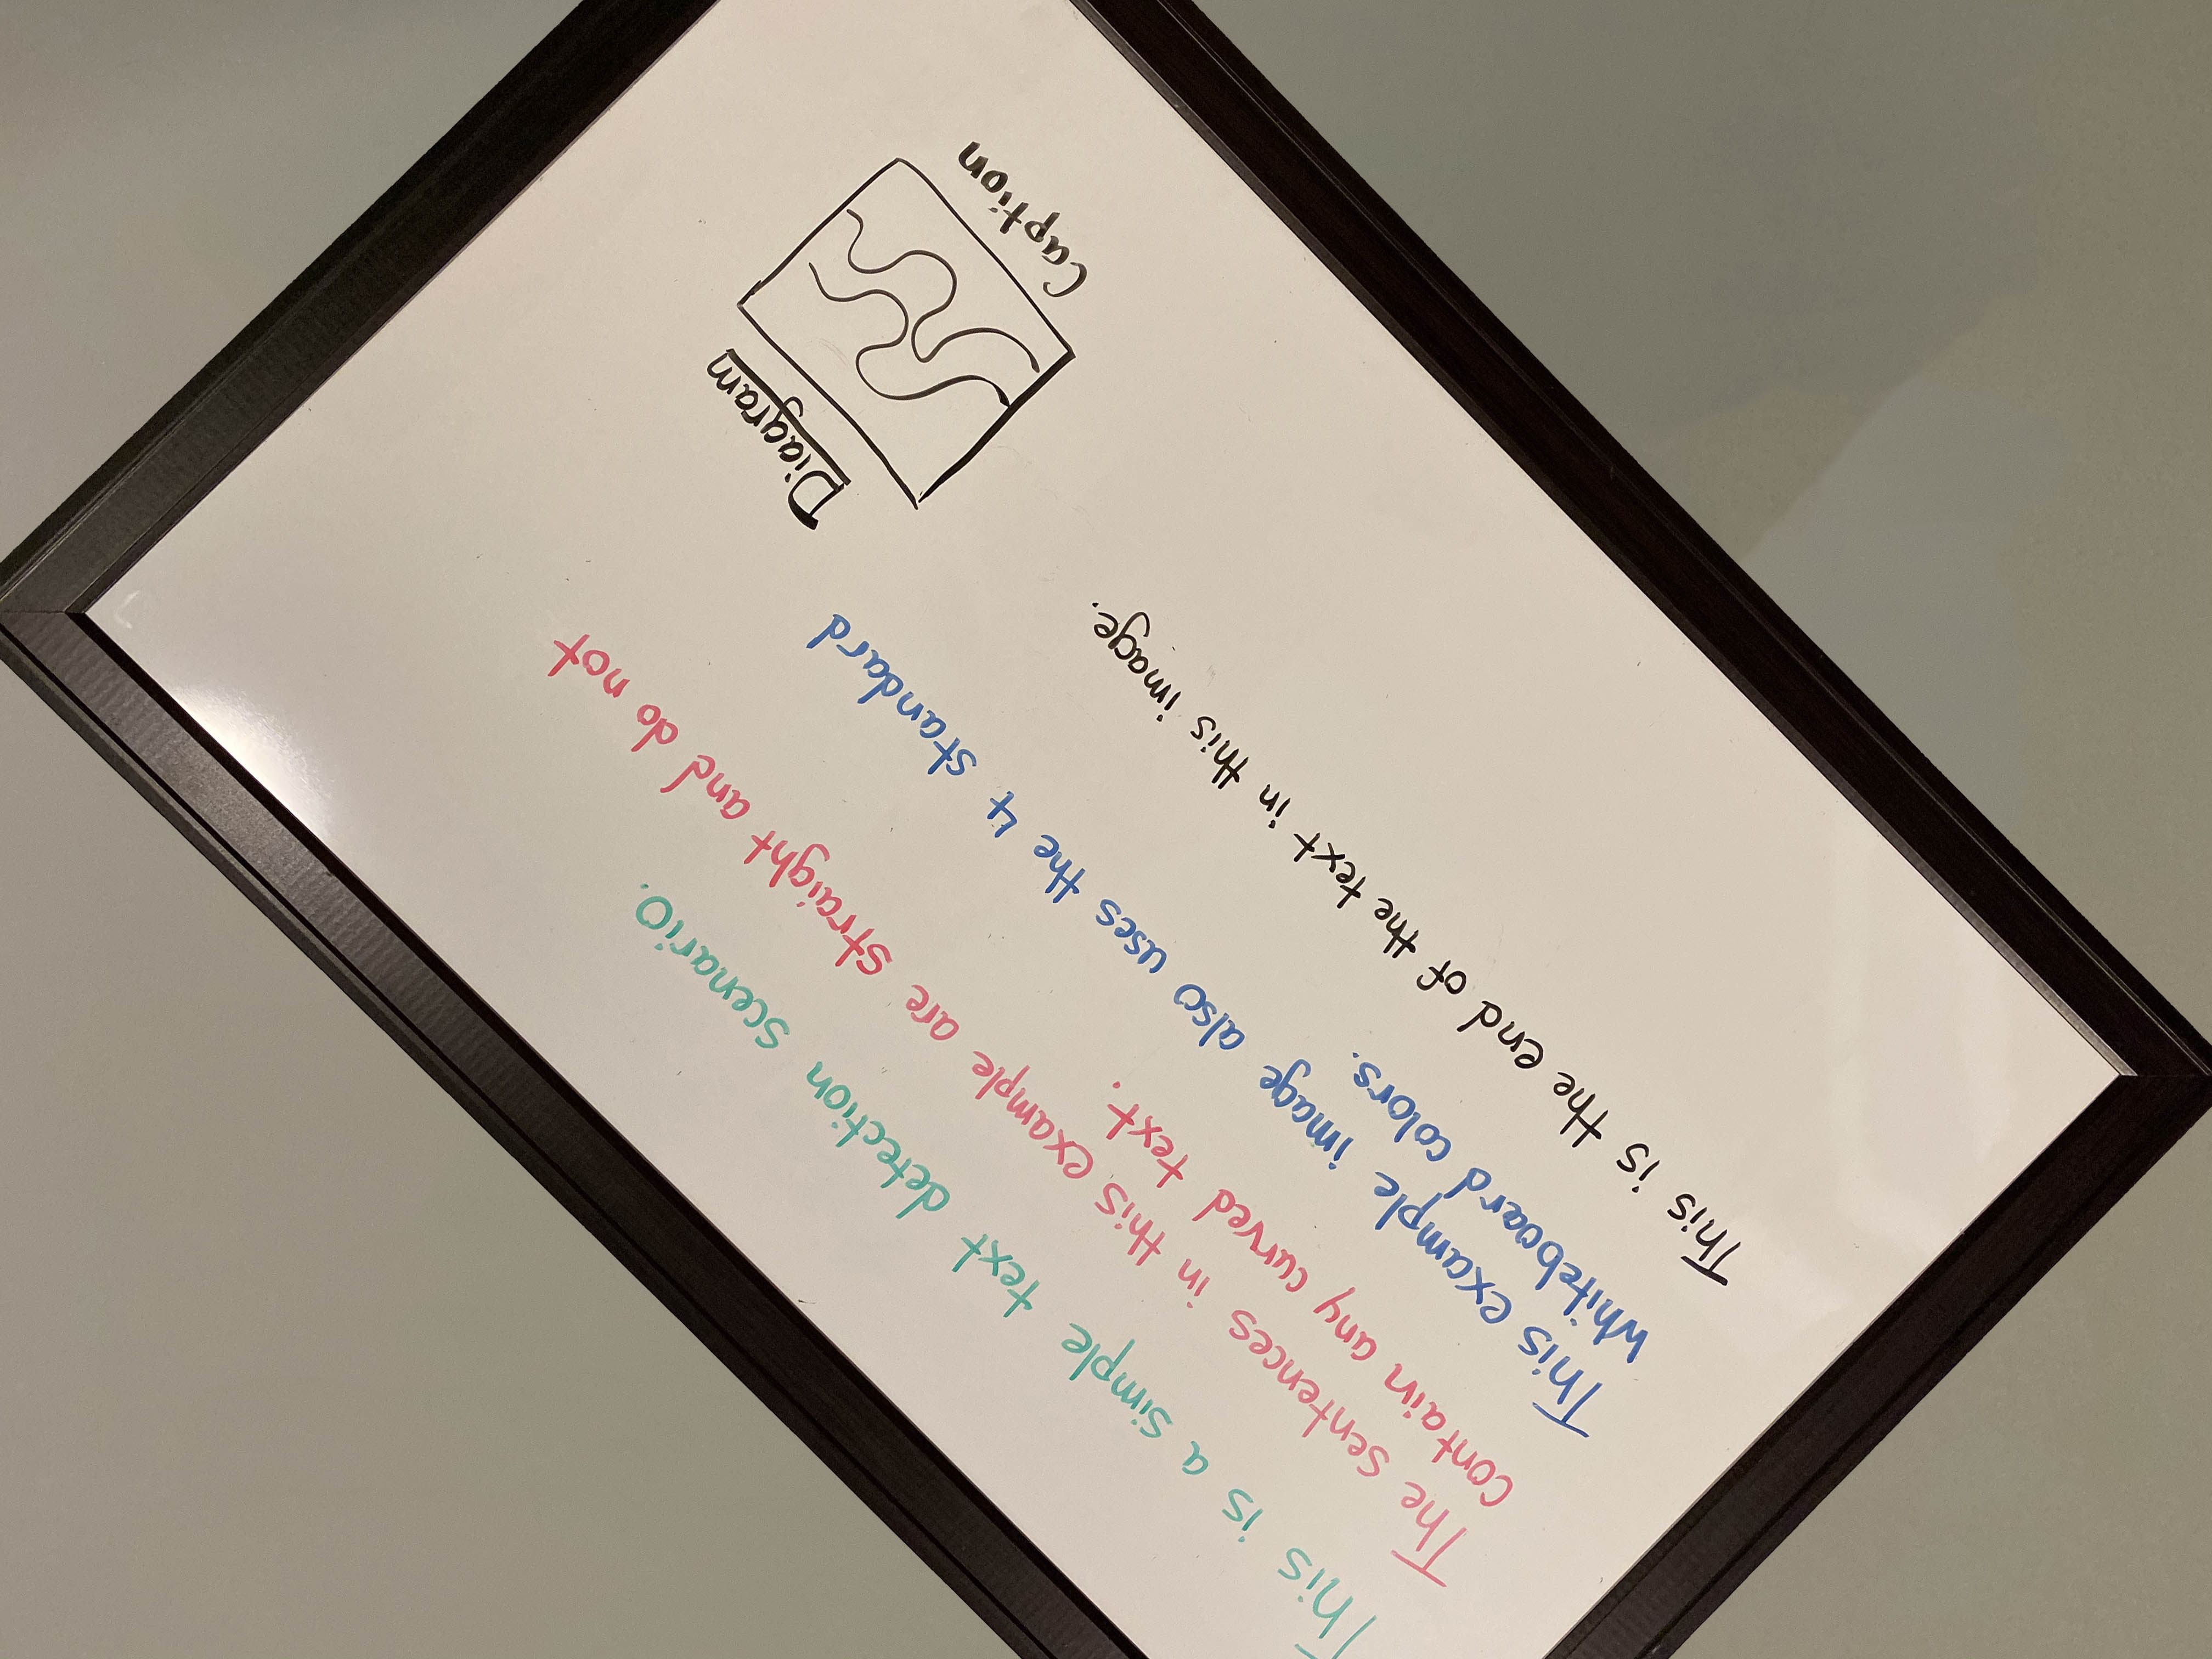 This is a simple text detection scenario.
The sentences in this example are straight and do not
contain any curved text.
This example image also uses the 4 standard
whiteboard colors.
This is the end of the text in this image.
Diagram
Caption